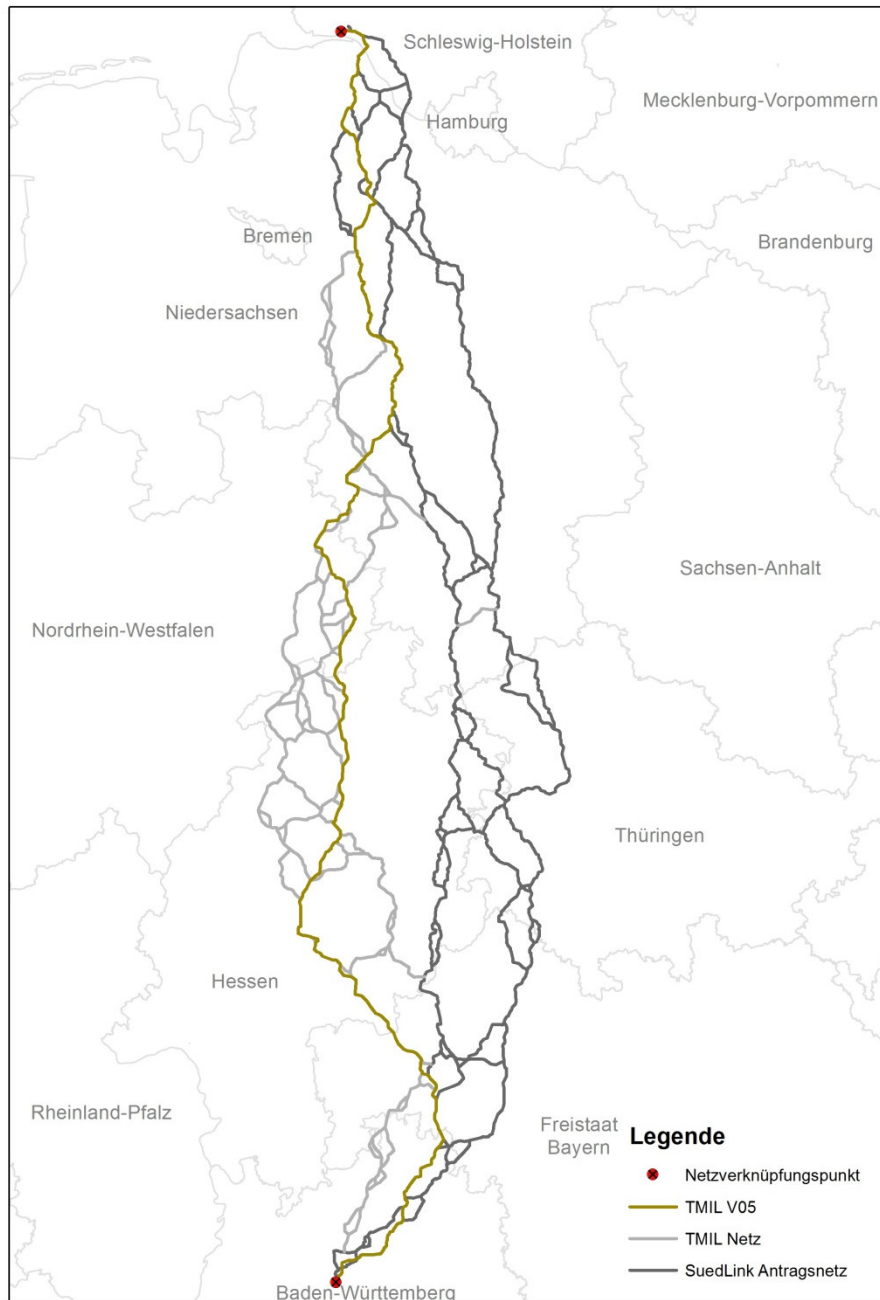 Schleswig-Holstein
Mecklenburg-Vorpommern
Hamburg
Bremen
Brandenburg
Niedersachsen
Sachsen-Anhalt
Nordrhein-Westfalen
Thüringen
Hessen
Rheinland-Pfalz
Freistaat
Bayern
Legende
Netzverknüpfungspunkt
TMIL V05
TMIL Netz
SuedLink Antragsnetz
Baden-Württemberg